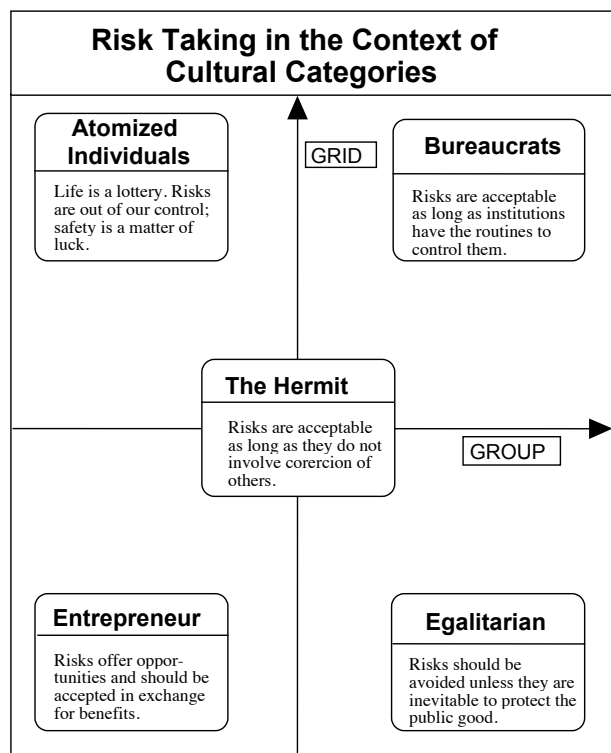 Risk Taking in the Context of
Cultural Categories
Atomized
Individuals
Life is a lottery. Risks
are out of our control;
safety is a matter of
luck.
GRID
Bureaucrats
Risks are acceptable
as long as institutions
have the routines to
control them.
The Hermit
Risks are acceptable
as long as they do not
involve corercion of
others.
GROUP
Entrepreneur
Risks offer oppor-
tunities and should be
accepted in exchange
for benefits.
Egalitarian
Risks should be
avoided unless they are
inevitable to protect the
public good.